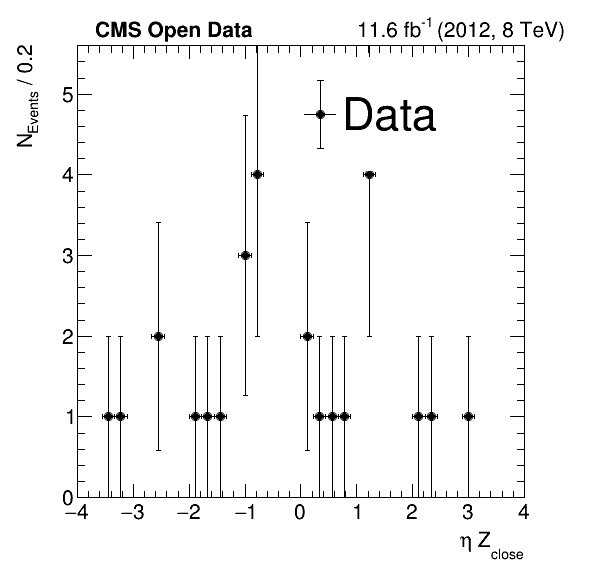 CMS Open Data 11.6 fb-1 (2012, 8 TeV)
NEvents / 0.2
Data
5
4
3
2
1
0
−4 −3 −2 −1 0 1 2 3 4
η Zclose